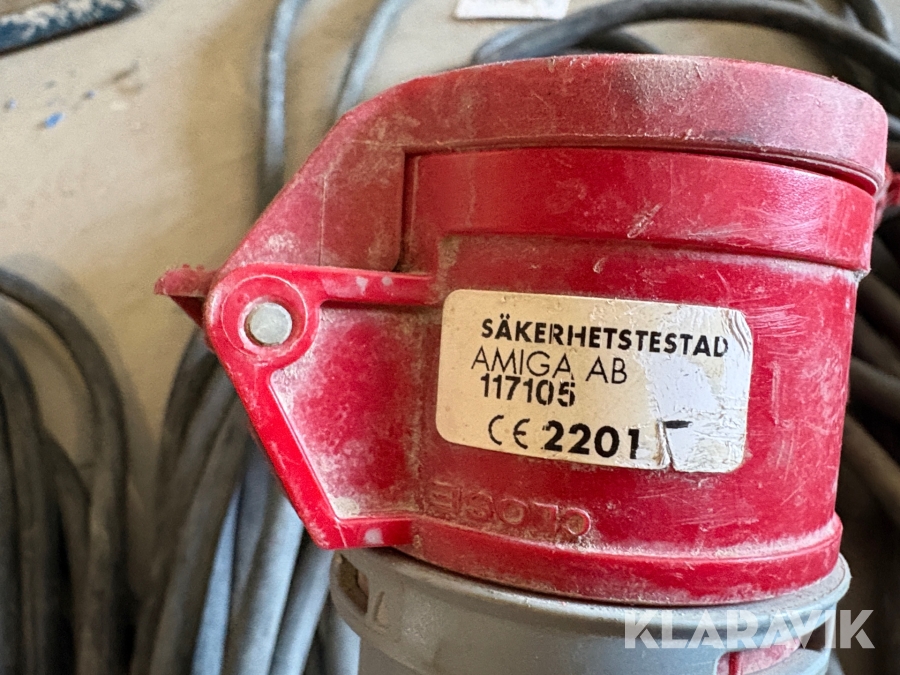 SÄKERHETSTESTAD
AMIGA AB
117105
CE 2201
CLOSE
KLARAVIK